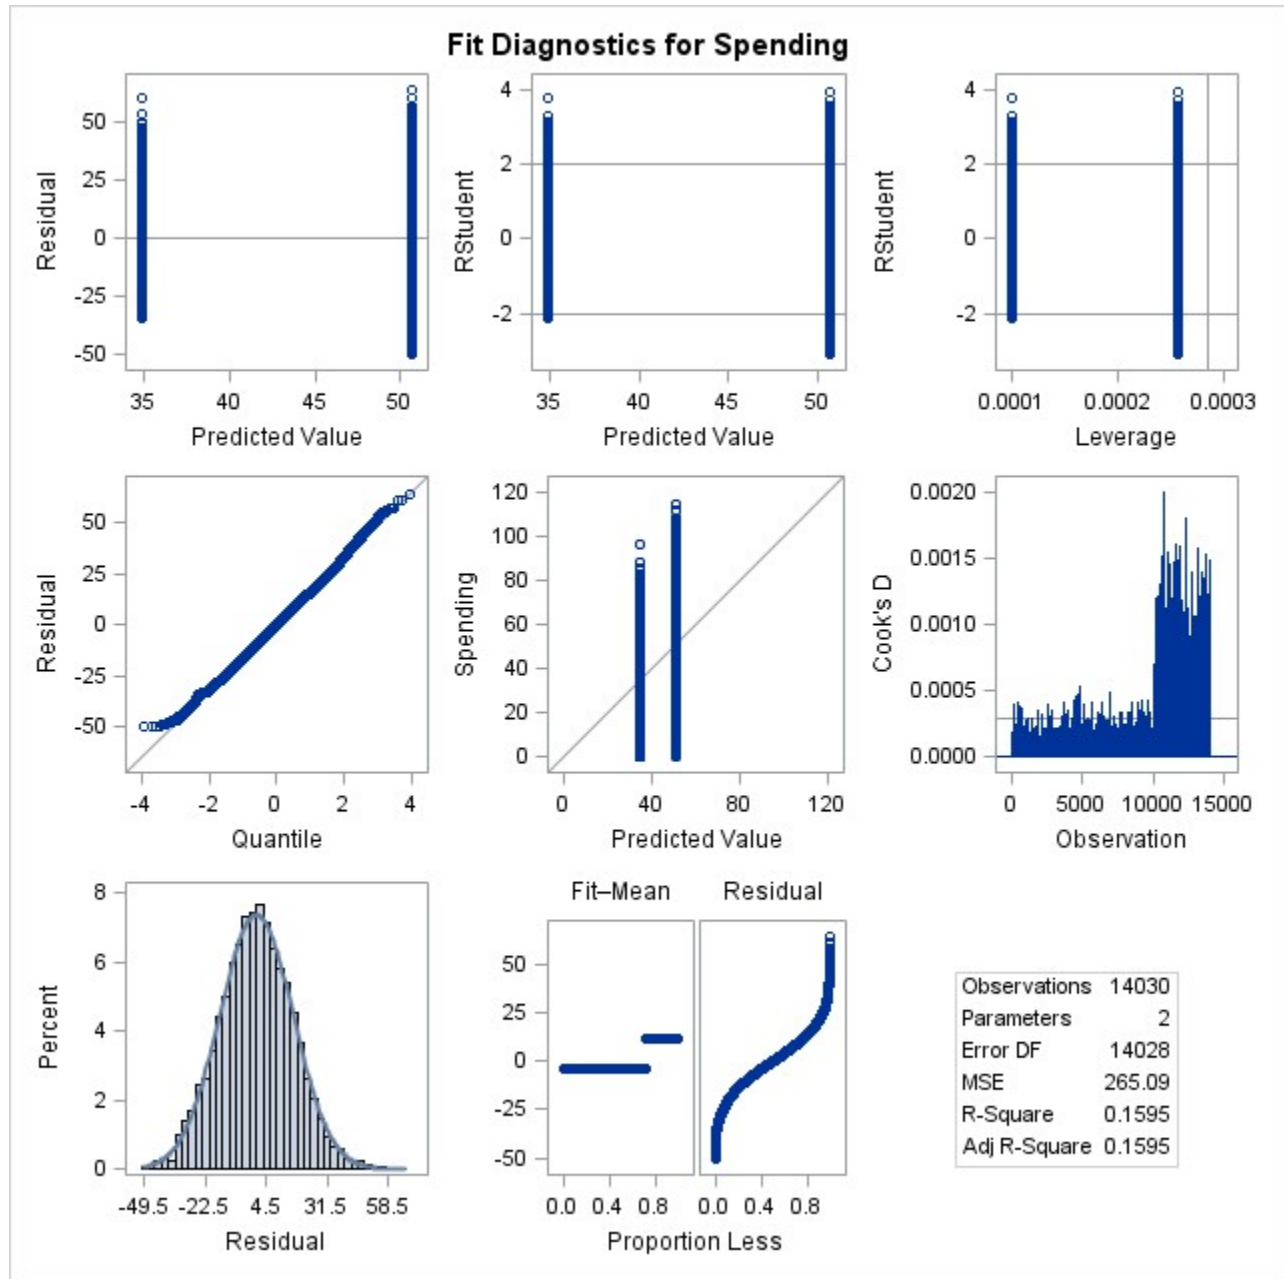 Fit Diagnostics for Spending
50
25
0
-25
-50
Residual
35 40 45 50
Predicted Value
4
2
0
-2
RStudent
35 40 45 50
Predicted Value
4
2
0
-2
RStudent
0.0001 0.0002 0.0003
Leverage
50
25
0
-25
-50
Residual
-4 -2 0 2 4
Quantile
120
100
80
60
40
20
0
Spending
0 40 80 120
Predicted Value
0.0020
0.0015
0.0010
0.0005
0.0000
Cook's D
0 5000 10000 15000
Observation
8
6
4
2
0
Percent
-49.5 -22.5 4.5 31.5 58.5
Residual
Fit–Mean Residual
50
25
0
-25
-50
0.0 0.4 0.8 0.0 0.4 0.8
Proportion Less
Observations 14030
Parameters 2
Error DF 14028
MSE 265.09
R-Square 0.1595
Adj R-Square 0.1595